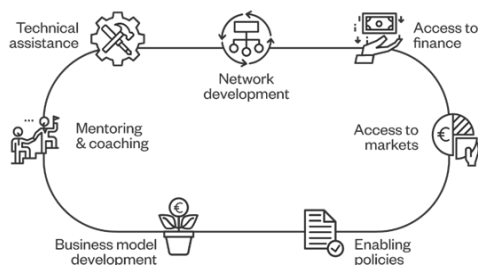 Technical
assistance
Network
development
Access to
finance
Mentoring
& coaching
Access to
markets
Business model
development
Enabling
policies